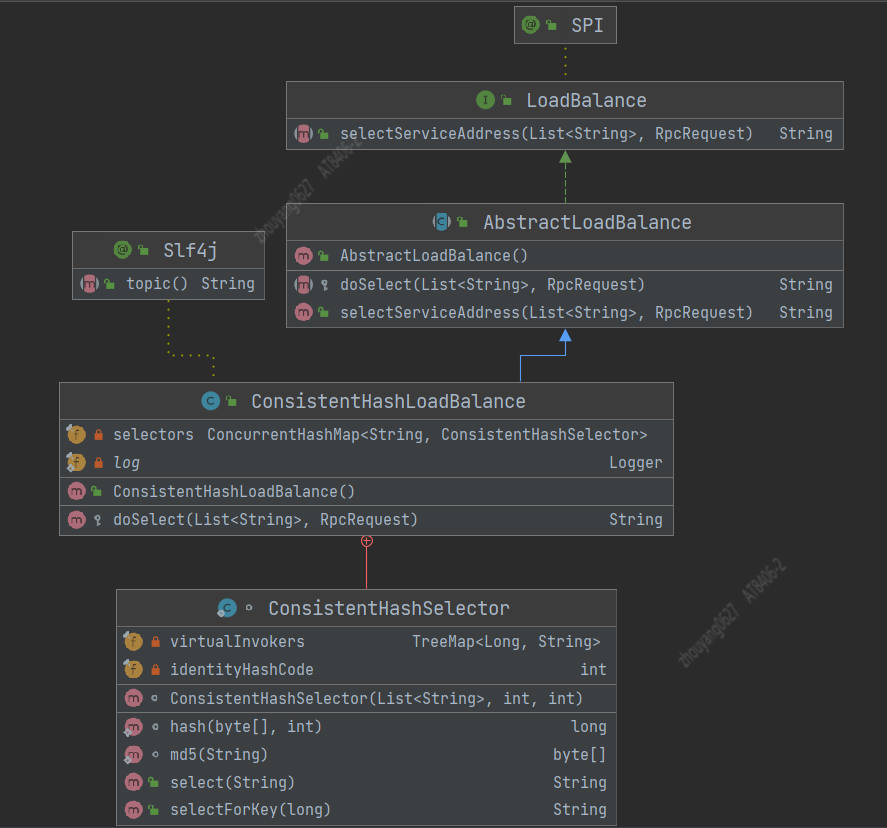 SPI
LoadBalance
selectServiceAddress(List<String>, RpcRequest) String
AbstractLoadBalance
AbstractLoadBalance()
doSelect(List<String>, RpcRequest) String
selectServiceAddress(List<String>, RpcRequest) String
Slf4j
topic() String
ConsistentHashLoadBalance
selectors ConcurrentHashMap<String, ConsistentHashSelector>
log Logger
ConsistentHashLoadBalance()
doSelect(List<String>, RpcRequest) String
ConsistentHashSelector
virtualInvokers TreeMap<Long, String>
identityHashCode int
ConsistentHashSelector(List<String>, int, int)
hash(byte[], int) long
md5(String) byte[]
select(String) String
selectForKey(long) String
zhouyang0627 AT8406-2
zhouyang0627 AT8406-2